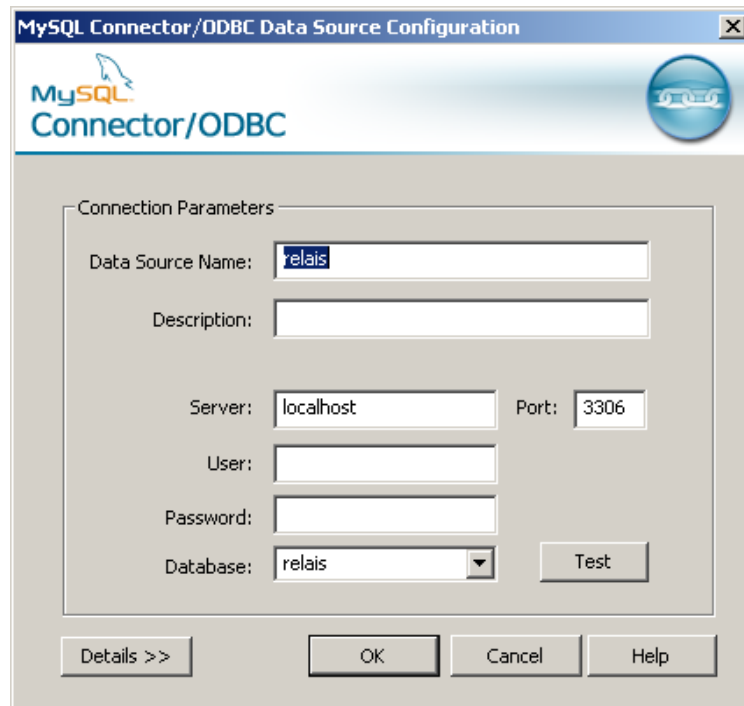 MySQL Connector/ODBC Data Source Configuration
MySQL
Connector/ODBC
Connection Parameters
Data Source Name: relais
Description:
Server: localhost Port: 3306
User:
Password:
Database: relais Test
Details >> OK Cancel Help